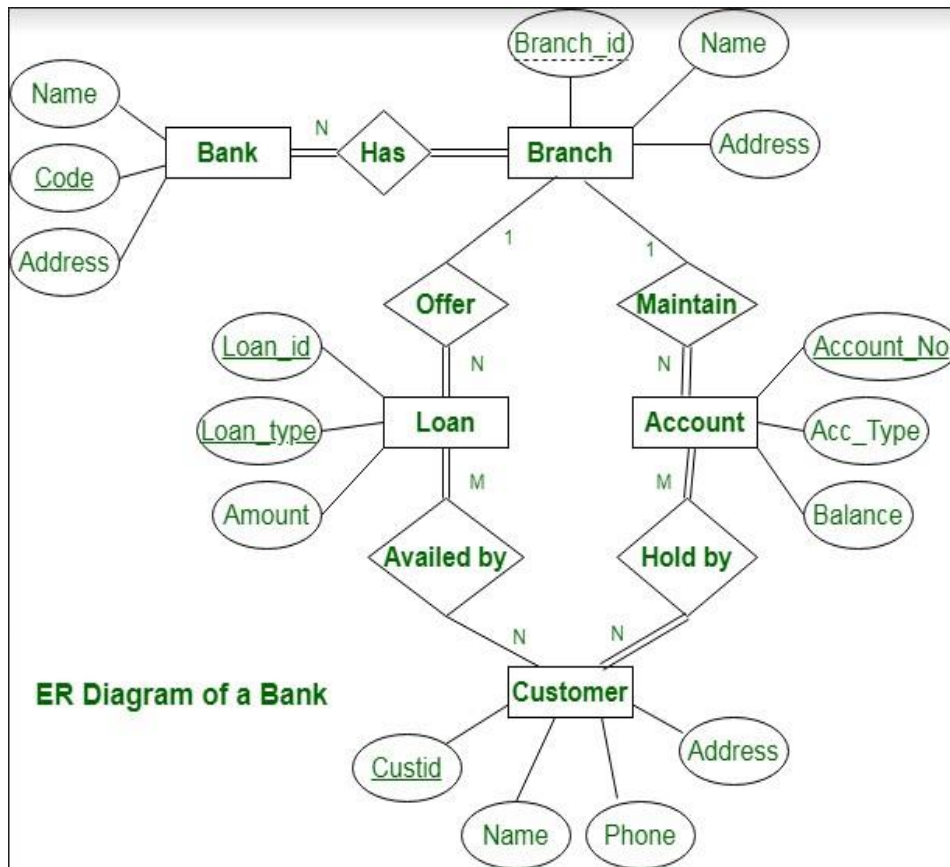 Branch_id
Name
Name
Bank
N
Has
Branch
Address
Code
Address
1
1
Offer
Maintain
Loan_id
N
N
Account_No
Loan_type
Loan
Account
Acc_Type
Amount
M
M
Balance
Availed by
Hold by
N
N
ER Diagram of a Bank
Customer
Custid
Address
Name
Phone